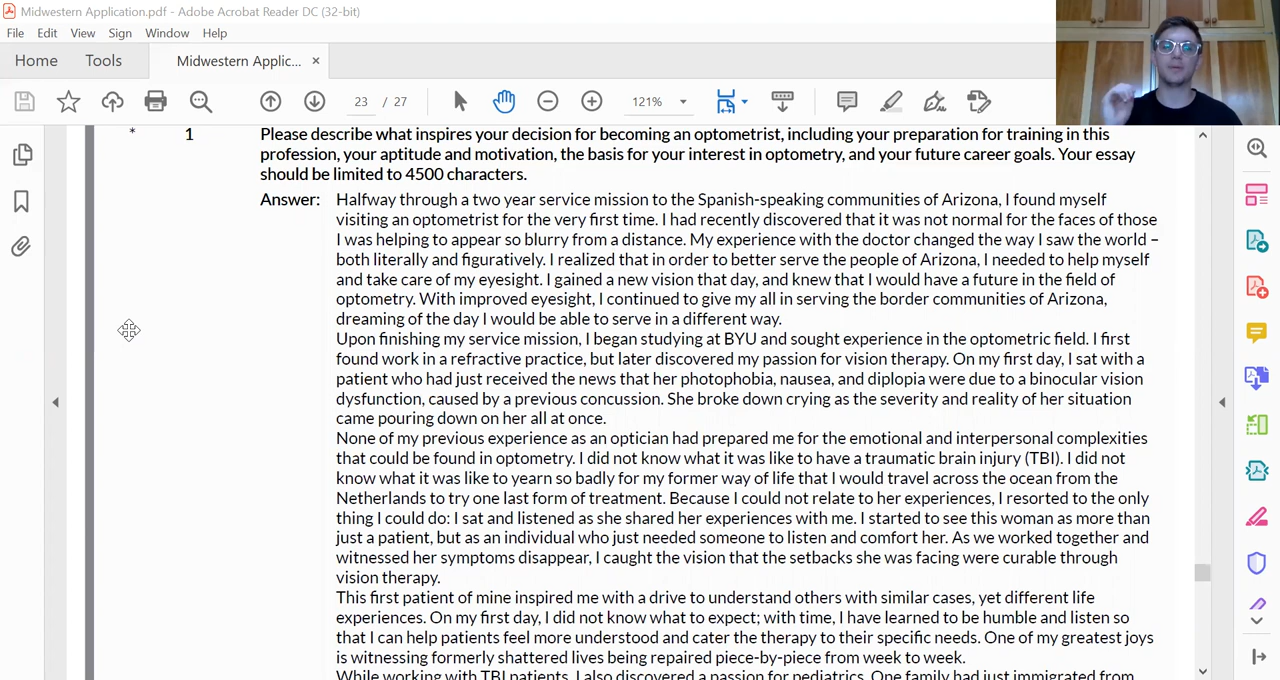 Midwestern Application.pdf - Adobe Acrobat Reader DC (32-bit)
File Edit View Sign Window Help
Home Tools Midwestern Applic... ×
23 / 27 121%
* 1 Please describe what inspires your decision for becoming an optometrist, including your preparation for training in this
profession, your aptitude and motivation, the basis for your interest in optometry, and your future career goals. Your essay
should be limited to 4500 characters.
Answer: Halfway through a two year service mission to the Spanish-speaking communities of Arizona, I found myself
visiting an optometrist for the very first time. I had recently discovered that it was not normal for the faces of those
I was helping to appear so blurry from a distance. My experience with the doctor changed the way I saw the world –
both literally and figuratively. I realized that in order to better serve the people of Arizona, I needed to help myself
and take care of my eyesight. I gained a new vision that day, and knew that I would have a future in the field of
optometry. With improved eyesight, I continued to give my all in serving the border communities of Arizona,
dreaming of the day I would be able to serve in a different way.
Upon finishing my service mission, I began studying at BYU and sought experience in the optometric field. I first
found work in a refractive practice, but later discovered my passion for vision therapy. On my first day, I sat with a
patient who had just received the news that her photophobia, nausea, and diplopia were due to a binocular vision
dysfunction, caused by a previous concussion. She broke down crying as the severity and reality of her situation
came pouring down on her all at once.
None of my previous experience as an optician had prepared me for the emotional and interpersonal complexities
that could be found in optometry. I did not know what it was like to have a traumatic brain injury (TBI). I did not
know what it was like to yearn so badly for my former way of life that I would travel across the ocean from the
Netherlands to try one last form of treatment. Because I could not relate to her experiences, I resorted to the only
thing I could do: I sat and listened as she shared her experiences with me. I started to see this woman as more than
just a patient, but as an individual who just needed someone to listen and comfort her. As we worked together and
witnessed her symptoms disappear, I caught the vision that the setbacks she was facing were curable through
vision therapy.
This first patient of mine inspired me with a drive to understand others with similar cases, yet different life
experiences. On my first day, I did not know what to expect; with time, I have learned to be humble and listen so
that I can help patients feel more understood and cater the therapy to their specific needs. One of my greatest joys
is witnessing formerly shattered lives being repaired piece-by-piece from week to week.
While working with TBI patients, I also discovered a passion for pediatrics. One family had just immigrated from